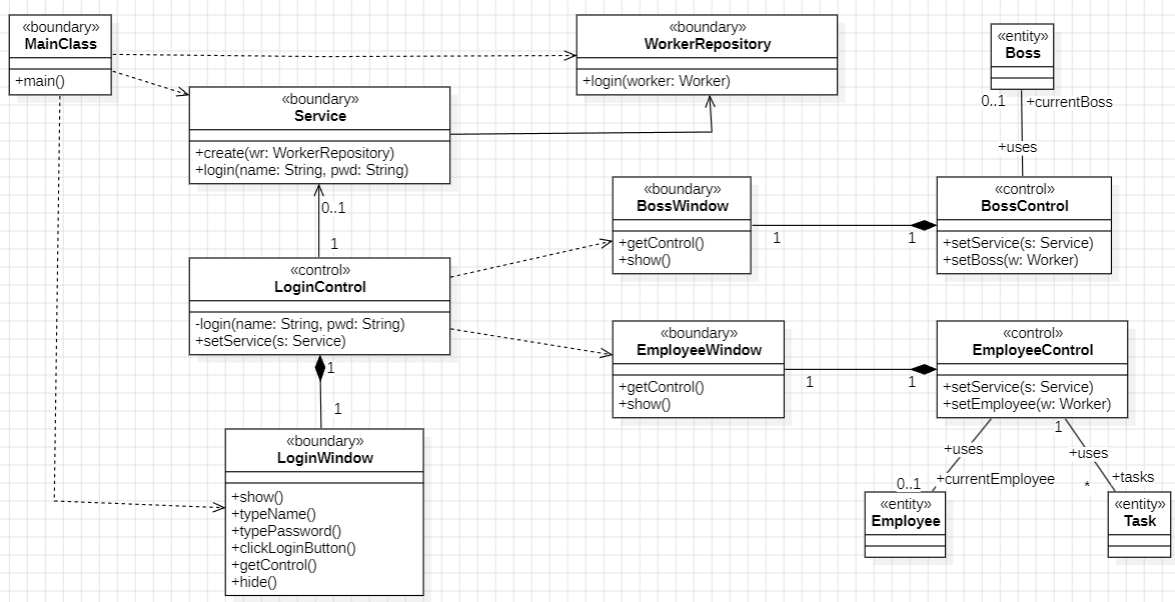 «boundary»
MainClass
+main()
«boundary»
WorkerRepository
+login(worker: Worker)
«entity»
Boss
0..1
+currentBoss
+uses
«boundary»
Service
+create(wr: WorkerRepository)
+login(name: String, pwd: String)
0..1
1
«boundary»
BossWindow
+getControl()
+show()
1
1
«control»
BossControl
+setService(s: Service)
+setBoss(w: Worker)
«control»
LoginControl
-login(name: String, pwd: String)
+setService(s: Service)
1
1
«boundary»
EmployeeWindow
+getControl()
+show()
1
1
«control»
EmployeeControl
+setService(s: Service)
+setEmployee(w: Worker)
1
+uses
+uses
0..1
+currentEmployee
*
+tasks
«boundary»
LoginWindow
+show()
+typeName()
+typePassword()
+clickLoginButton()
+getControl()
+hide()
«entity»
Employee
«entity»
Task